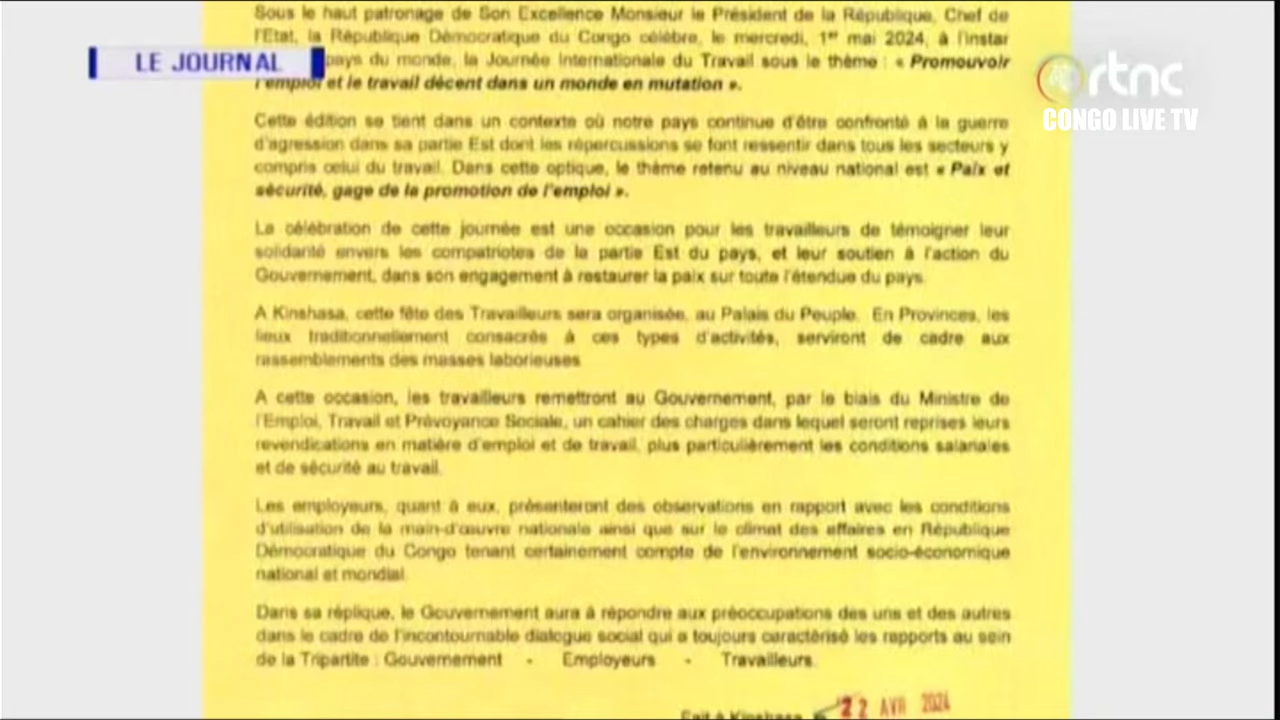 Sous le haut patronage de Son Excellence Monsieur le Président de la République, Chef de
l'Etat, la République Démocratique du Congo célèbre, le mercredi, 1er mai 2024, à l'instar
LE JOURNAL
pays du monde, la Journée Internationale du Travail sous le thème : « Promouvoir
l'emploi et le travail décent dans un monde en mutation ».
rtnc
CONGO LIVE TV
Cette édition se tient dans un contexte où notre pays continue d'être confronté à la guerre
d'agression dans sa partie Est dont les répercussions se font ressentir dans tous les secteurs y
compris celui du travail. Dans cette optique, le thème retenu au niveau national est « Paix et
sécurité, gage de la promotion de l'emploi ».
La célébration de cette journée est une occasion pour les travailleurs de témoigner leur
solidarité envers les compatriotes de la partie Est du pays, et leur soutien à l'action du
Gouvernement, dans son engagement à restaurer la paix sur toute l'étendue du pays.
A Kinshasa, cette fête des Travailleurs sera organisée, au Palais du Peuple. En Provinces, les
lieux traditionnellement consacrés à ces types d'activités, serviront de cadre aux
rassemblements des masses laborieuses
A cette occasion, les travailleurs remettront au Gouvernement, par le biais du Ministre de
l'Emploi, Travail et Prévoyance Sociale, un cahier des charges dans lequel seront reprises leurs
revendications en matière d'emploi et de travail, plus particulièrement les conditions salariales
et de sécurité au travail.
Les employeurs, quant à eux, présenteront des observations en rapport avec les conditions
d'utilisation de la main-d'œuvre nationale ainsi que sur le climat des affaires en République
Démocratique du Congo tenant certainement compte de l'environnement socio-économique
national et mondial.
Dans sa réplique, le Gouvernement aura à répondre aux préoccupations des uns et des autres
dans le cadre de l'incontournable dialogue social qui a toujours caractérisé les rapports au sein
de la Tripartite : Gouvernement - Employeurs - Travailleurs.
Fait à Kinshasa, le 22 AVR 2024